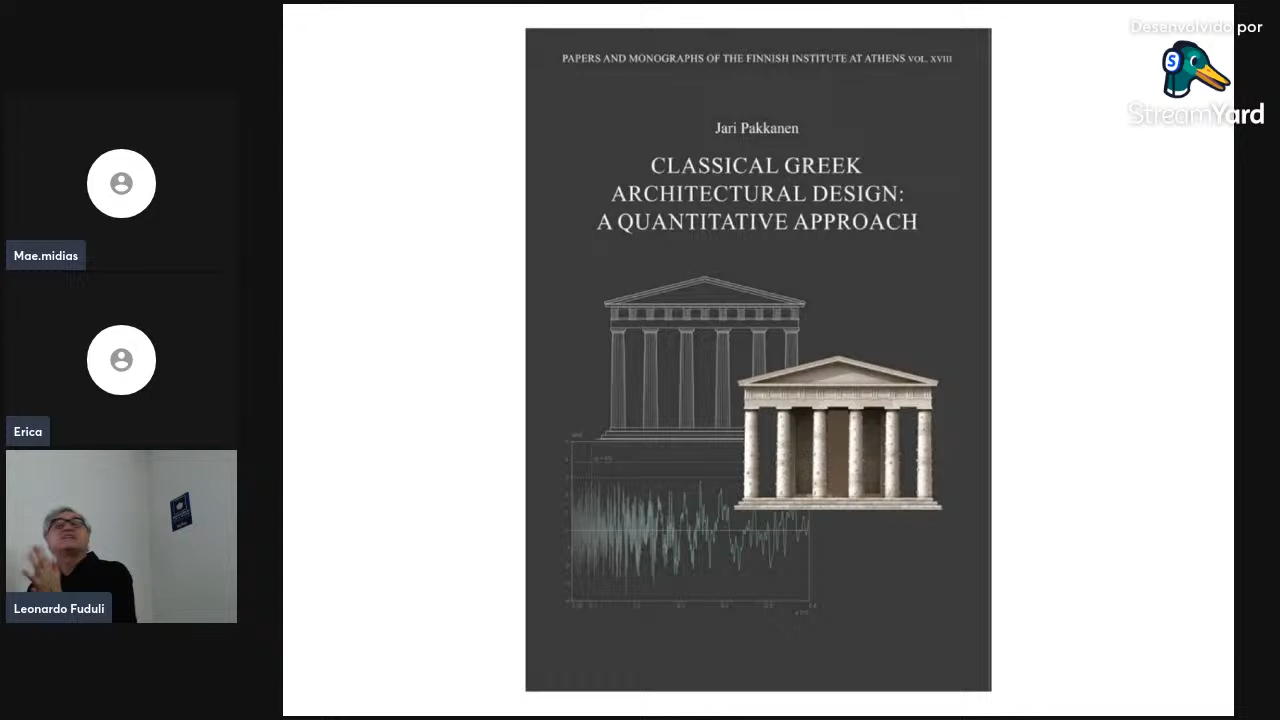 Desenvolvido por
StreamYard
PAPERS AND MONOGRAPHS OF THE FINNISH INSTITUTE AT ATHENS VOL. XVIII
Jari Pakkanen
CLASSICAL GREEK
ARCHITECTURAL DESIGN:
A QUANTITATIVE APPROACH
Mae.midias
Erica
Leonardo Fuduli